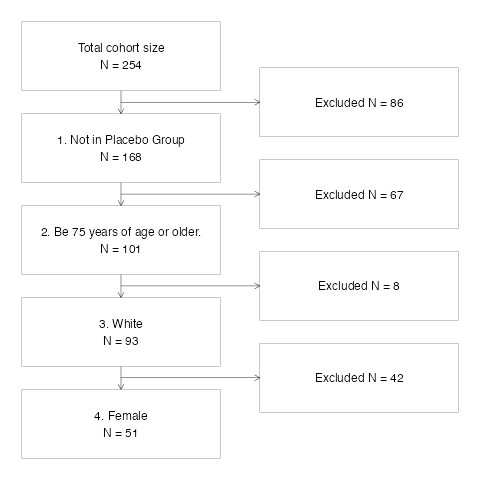 Total cohort size
N = 254
Excluded N = 86
1. Not in Placebo Group
N = 168
Excluded N = 67
2. Be 75 years of age or older.
N = 101
Excluded N = 8
3. White
N = 93
Excluded N = 42
4. Female
N = 51